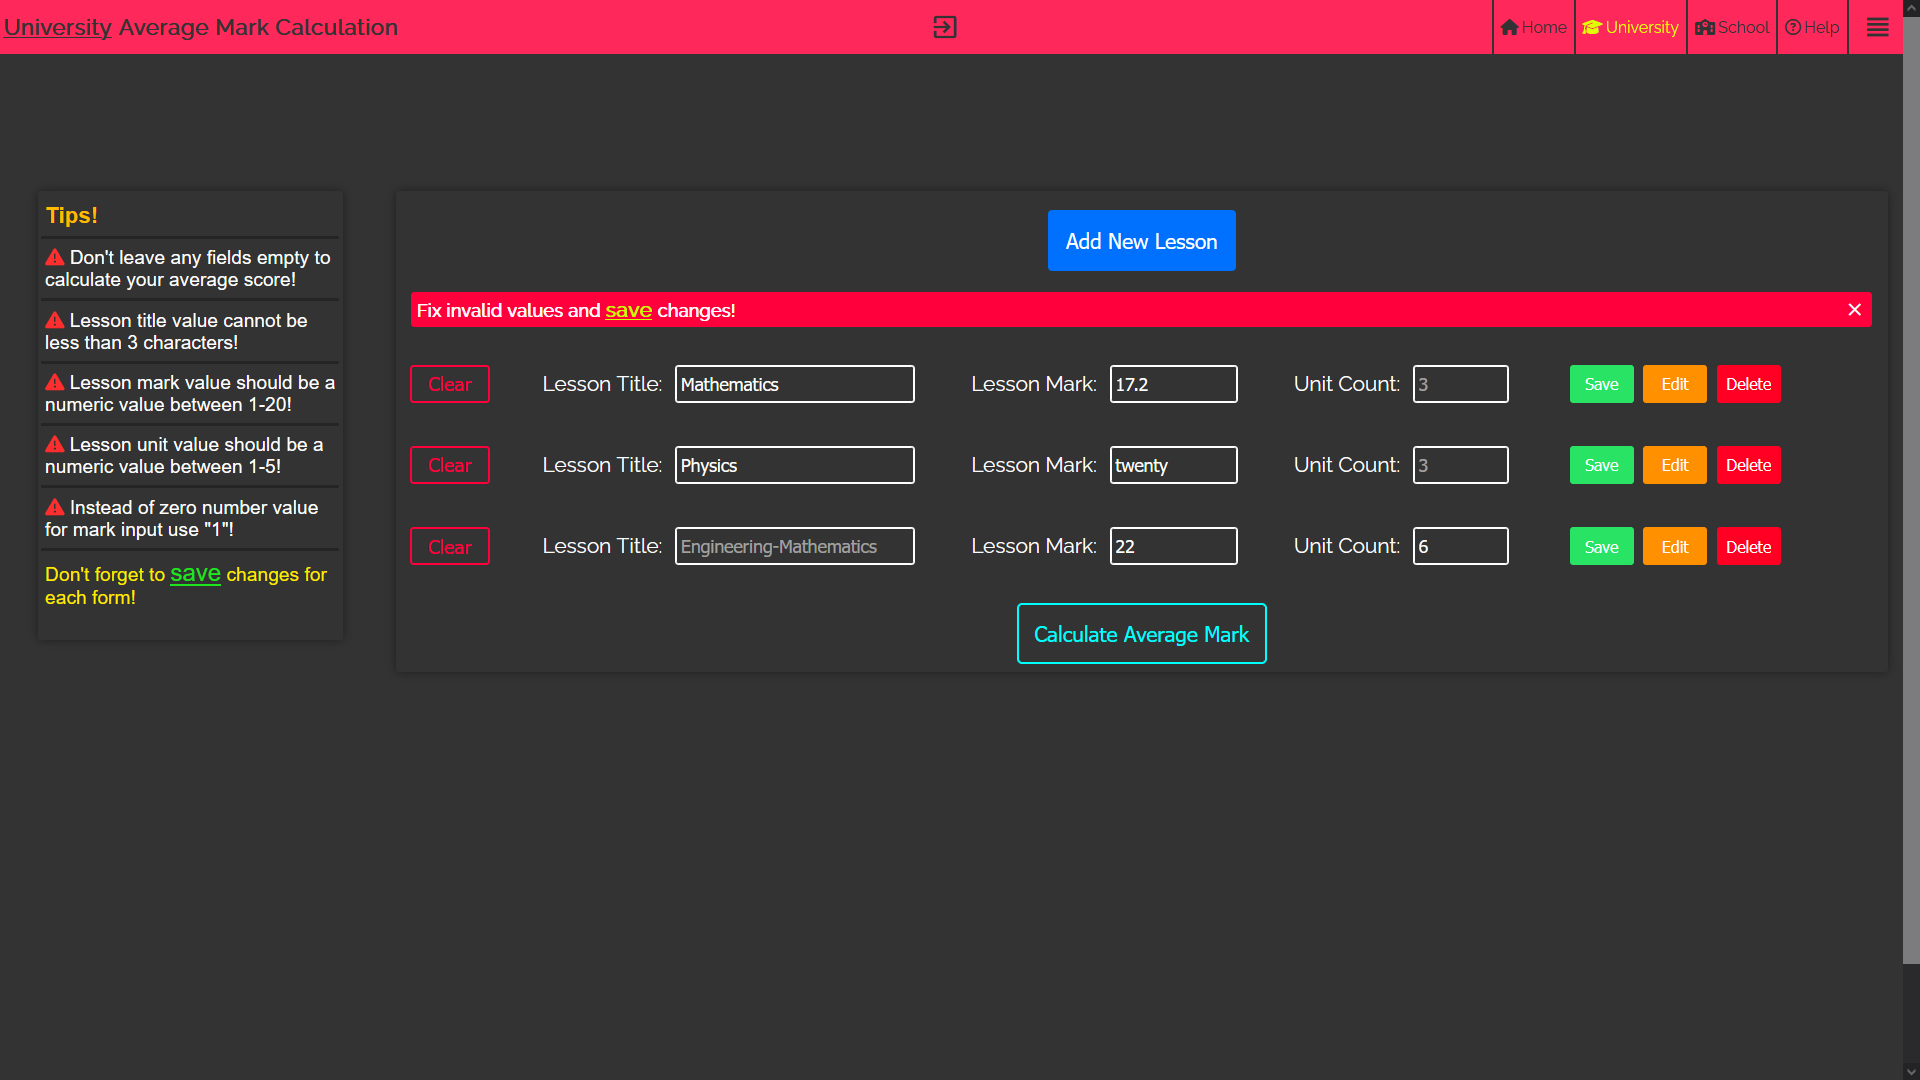 University Average Mark Calculation
Home
University
School
Help
Tips!
Don't leave any fields empty to
calculate your average score!
Lesson title value cannot be
less than 3 characters!
Lesson mark value should be a
numeric value between 1-20!
Lesson unit value should be a
numeric value between 1-5!
Instead of zero number value
for mark input use "1"!
Don't forget to save changes for
each form!
Add New Lesson
Fix invalid values and save changes!
Clear Lesson Title: Mathematics Lesson Mark: 17.2 Unit Count: 3 Save Edit Delete
Clear Lesson Title: Physics Lesson Mark: twenty Unit Count: 3 Save Edit Delete
Clear Lesson Title: Engineering-Mathematics Lesson Mark: 22 Unit Count: 6 Save Edit Delete
Calculate Average Mark